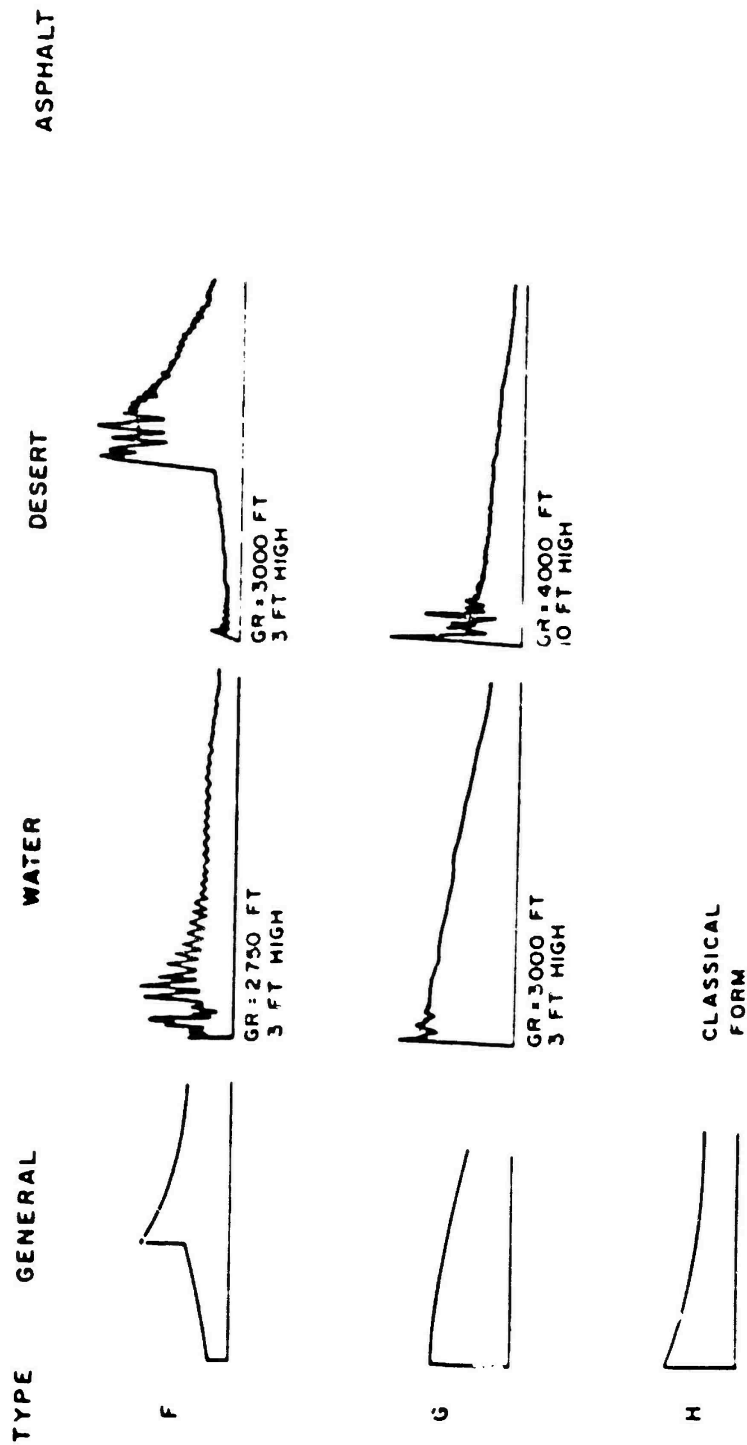 TYPE GENERAL WATER DESERT ASPHALT
F
GR = 2750 FT
3 FT HIGH
GR = 3000 FT
3 FT HIGH
G
GR = 3000 FT
3 FT HIGH
GR = 4000 FT
10 FT HIGH
H
CLASSICAL
FORM